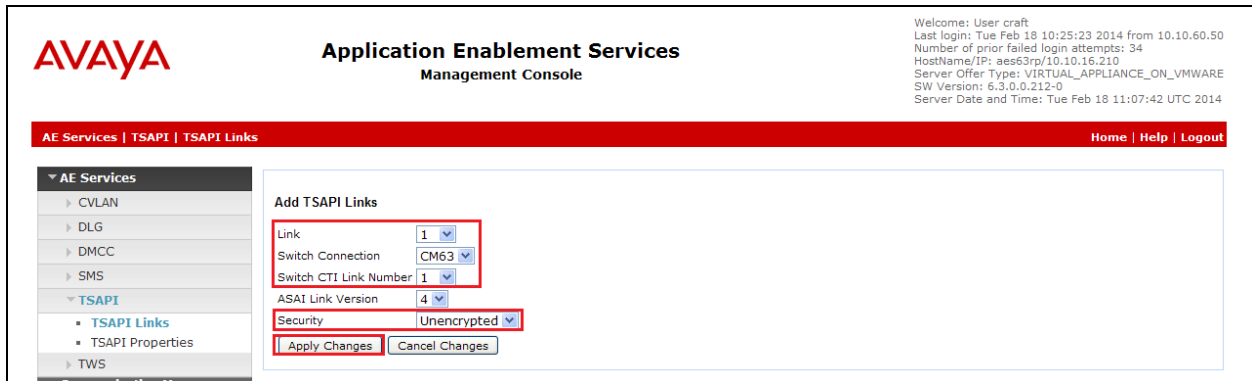 AVAYA
Application Enablement Services
Management Console
Welcome: User craft
Last login: Tue Feb 18 10:25:23 2014 from 10.10.60.50
Number of prior failed login attempts: 34
HostName/IP: aes63rp/10.10.16.210
Server Offer Type: VIRTUAL_APPLIANCE_ON_VMWARE
SW Version: 6.3.0.0.212-0
Server Date and Time: Tue Feb 18 11:07:42 UTC 2014
AE Services | TSAPI | TSAPI Links
Home | Help | Logout
AE Services
CVLAN
DLG
DMCC
SMS
TSAPI
TSAPI Links
TSAPI Properties
TWS
Add TSAPI Links
Link 1
Switch Connection CM63
Switch CTI Link Number 1
ASAI Link Version 4
Security Unencrypted
Apply Changes Cancel Changes